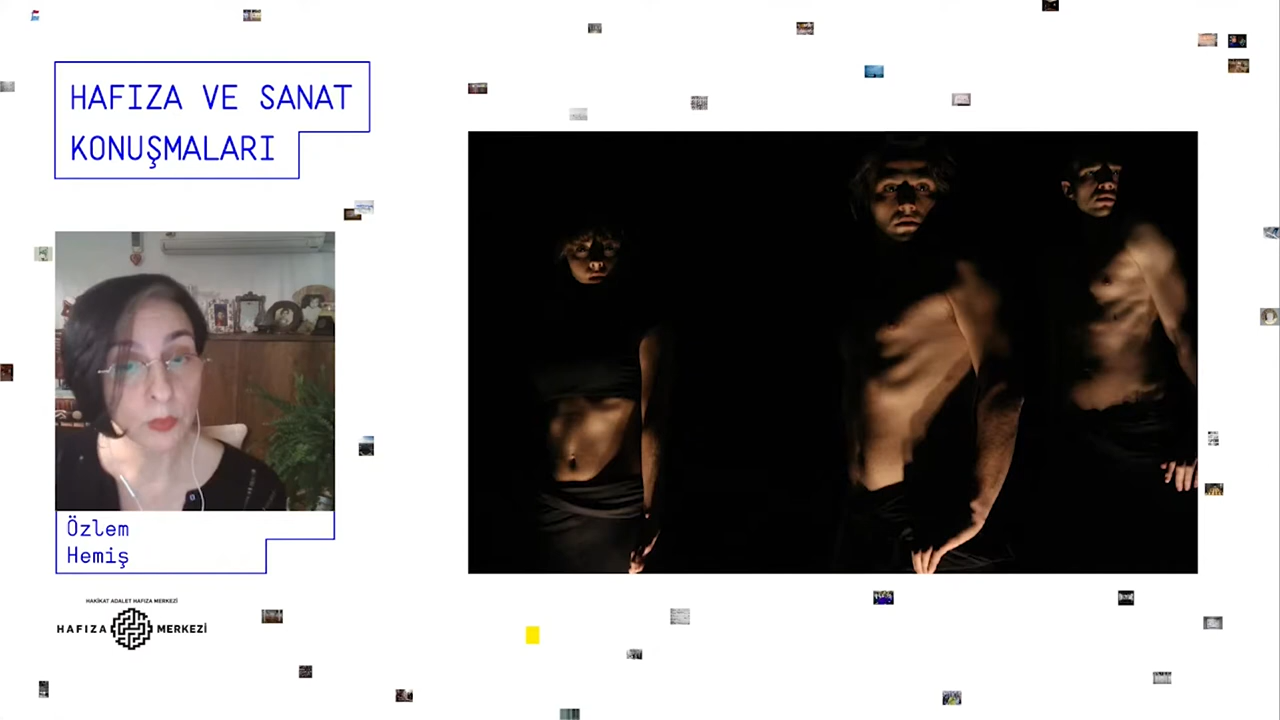 HAFIZA VE SANAT
KONUŞMALARI
Özlem
Hemiş
HAKİKAT ADALET HAFIZA MERKEZİ
HAFIZA MERKEZİ